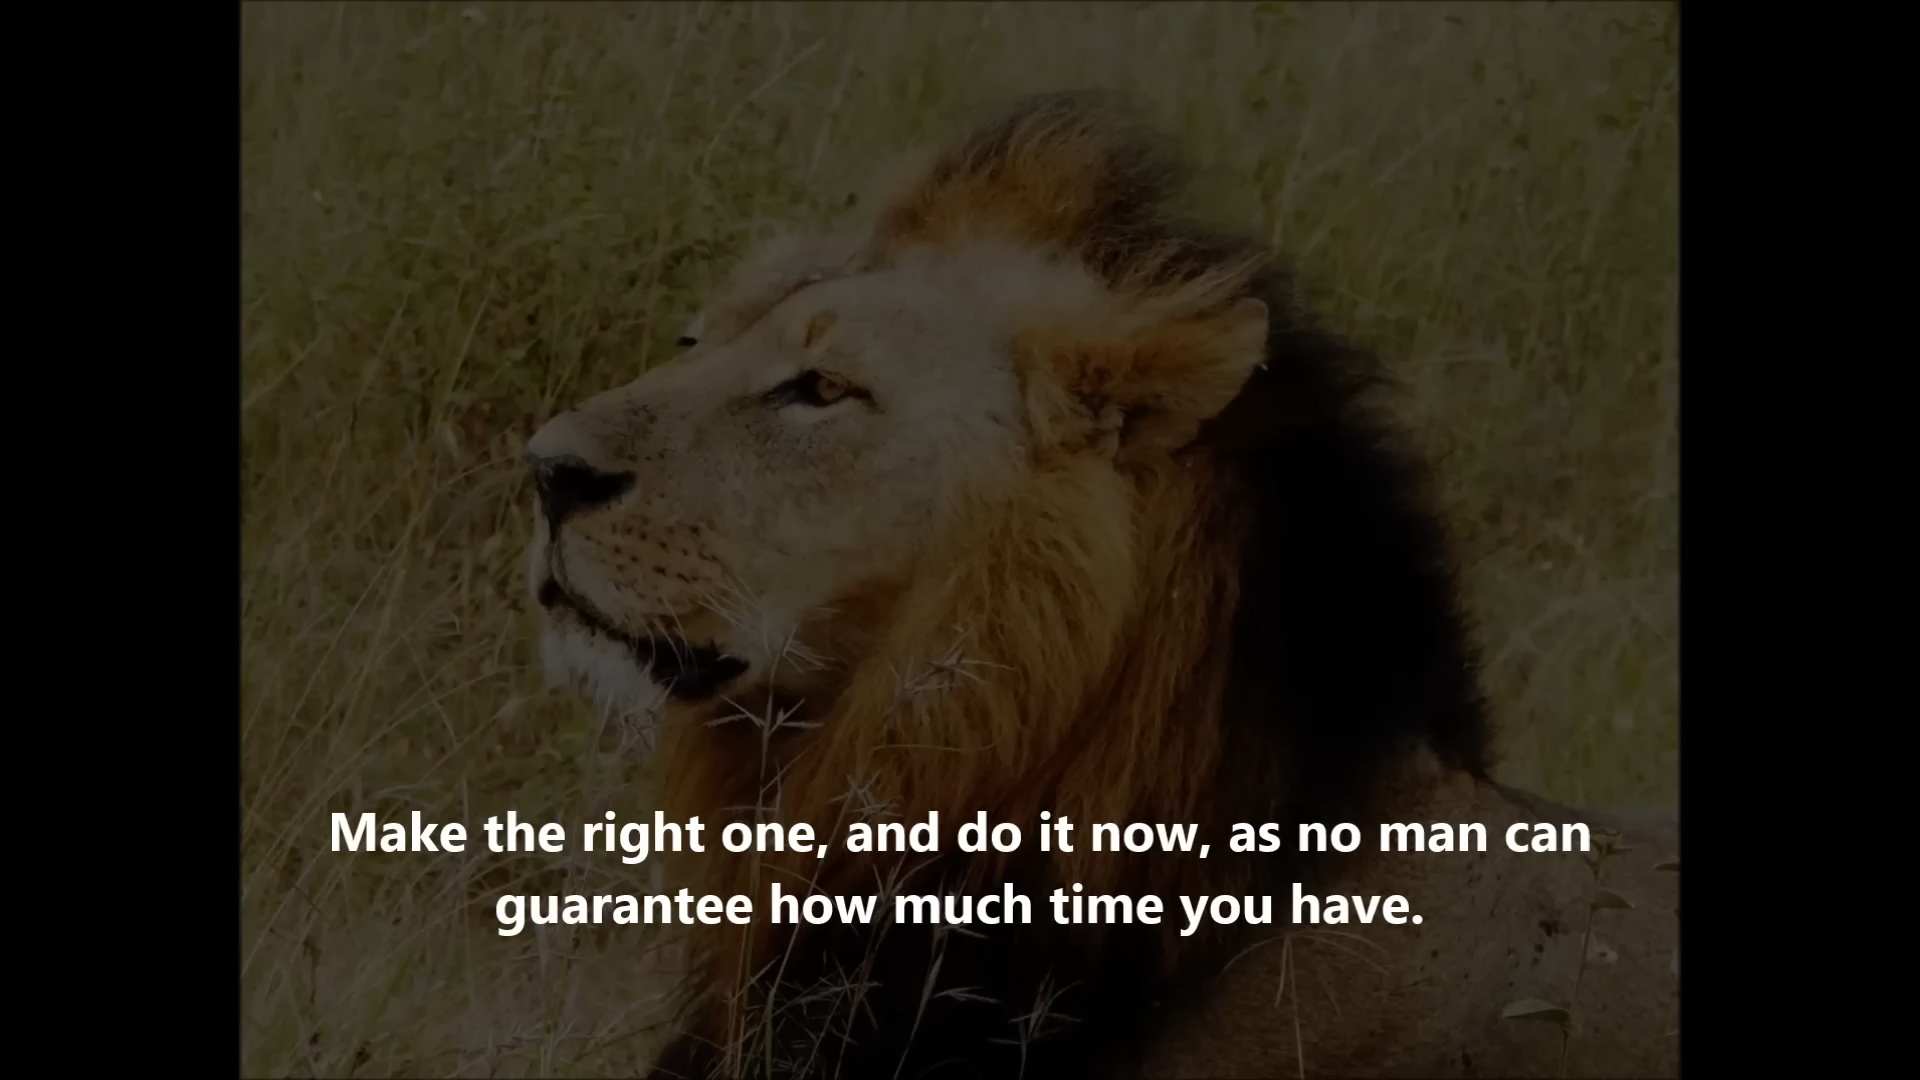 Make the right one, and do it now, as no man can
guarantee how much time you have.